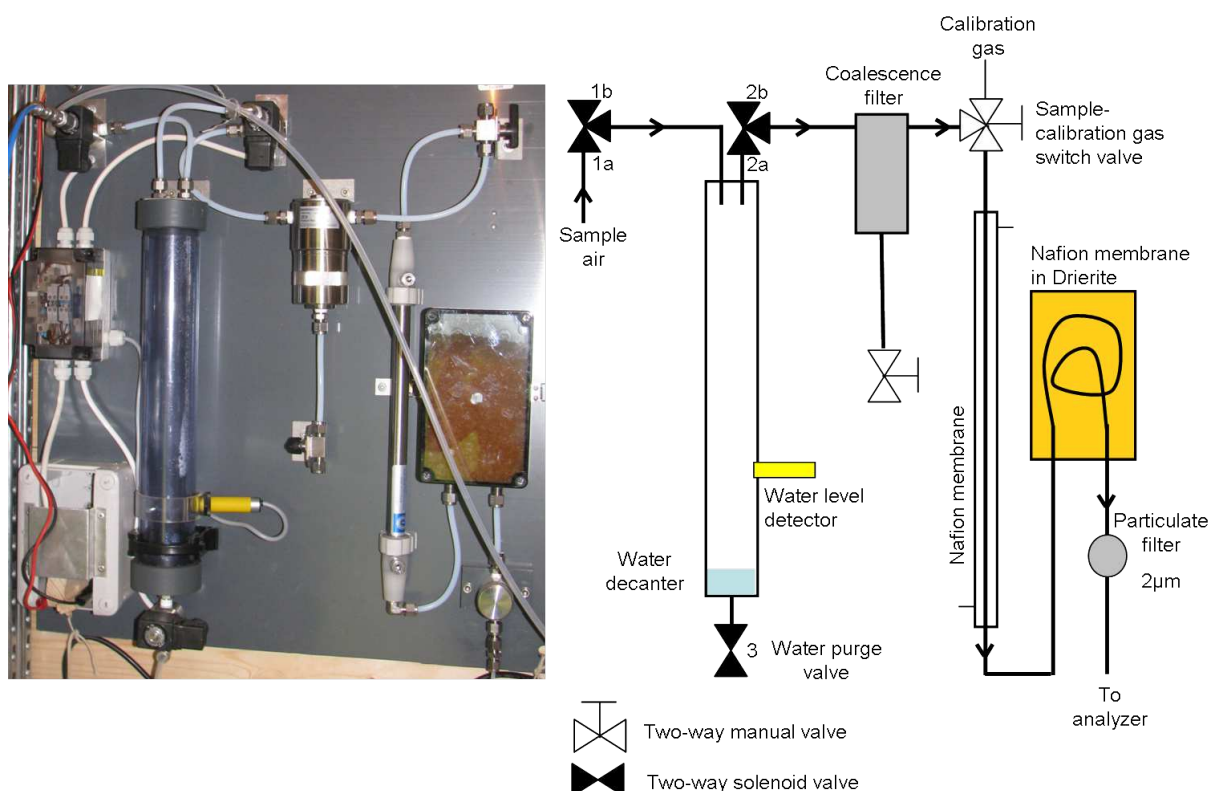 Calibration
gas
Coalescence
filter
1b
2b
Sample-
calibration gas
switch valve
1a
2a
Sample
air
Nafion membrane
in Drierite
Nafion membrane
Water level
detector
Particulate
filter
2µm
Water
decanter
3
Water purge
valve
To
analyzer
Two-way manual valve
Two-way solenoid valve